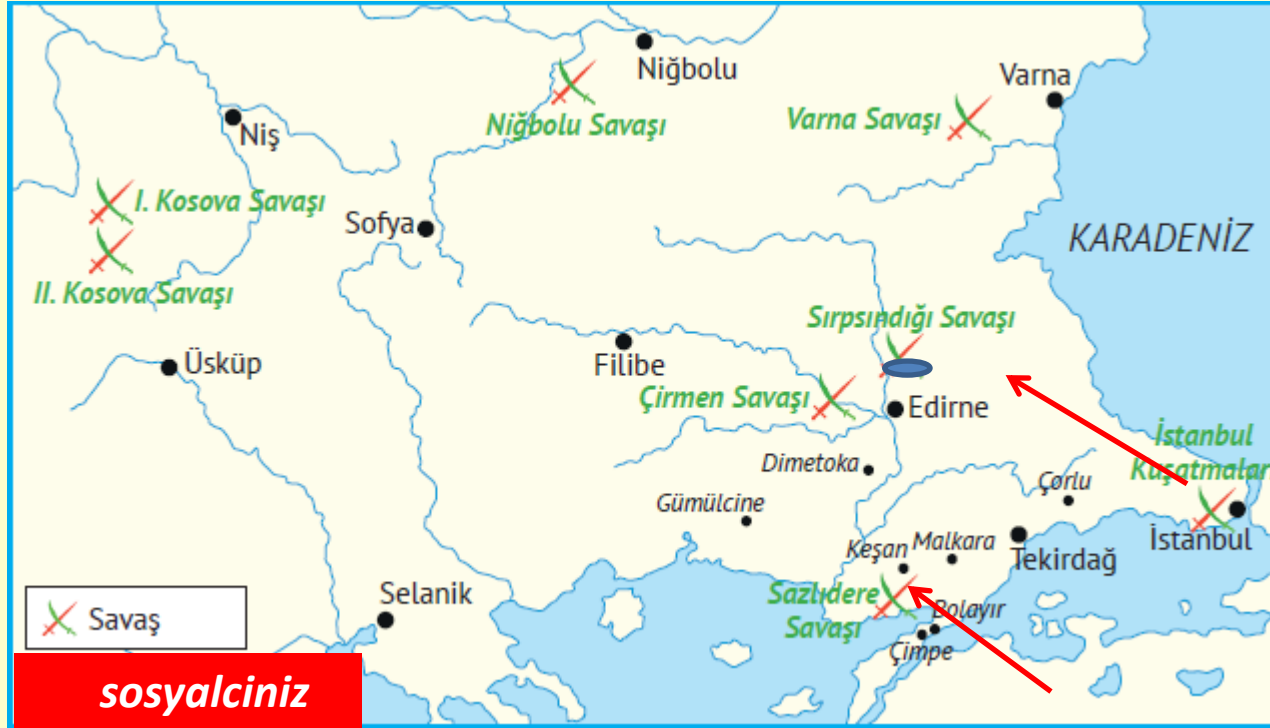 Niğbolu
Varna
Niğbolu Savaşı
Varna Savaşı
Niş
I. Kosova Savaşı
Sofya
KARADENİZ
II. Kosova Savaşı
Sırpsındığı Savaşı
Üsküp
Filibe
Çirmen Savaşı
Edirne
İstanbul
Kuşatmalar
Dimetoka
Çorlu
Gümülcine
Keşan
Malkara
Tekirdağ
İstanbul
Sazlıdere
Savaşı
Bolayır
Çimpe
Selanik
Savaş
sosyalciniz